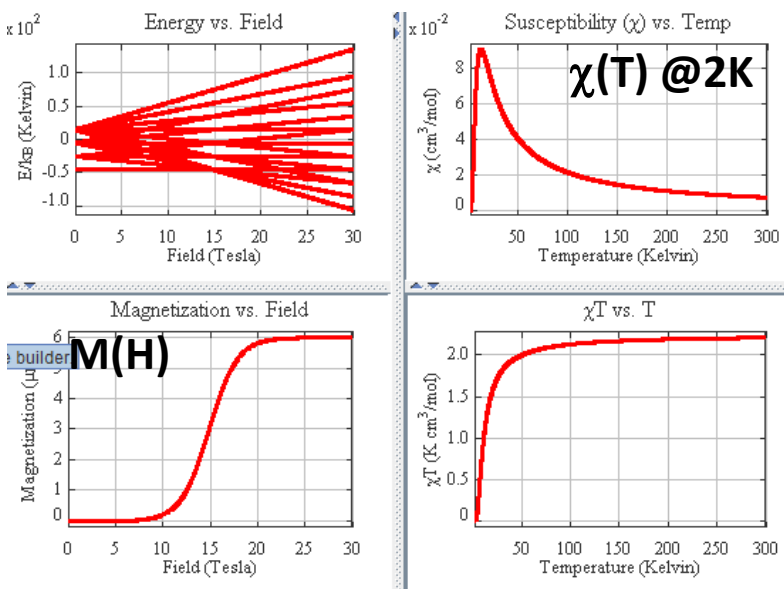 x 10² Energy vs. Field
E/kB (Kelvin)
1.0
0.5
0
-0.5
-1.0
0 5 10 15 20 25 30
Field (Tesla)
x 10⁻² Susceptibility (χ) vs. Temp
χ(T) @2K
χ (cm³/mol)
8
6
4
2
0
50 100 150 200 250 300
Temperature (Kelvin)
Magnetization vs. Field
e builder
M(H)
Magnetization (μ
6
4
3
2
1
0
0 5 10 15 20 25 30
Field (Tesla)
χT vs. T
χT (K cm³/mol)
2.0
1.5
1.0
0.5
0
50 100 150 200 250 300
Temperature (Kelvin)